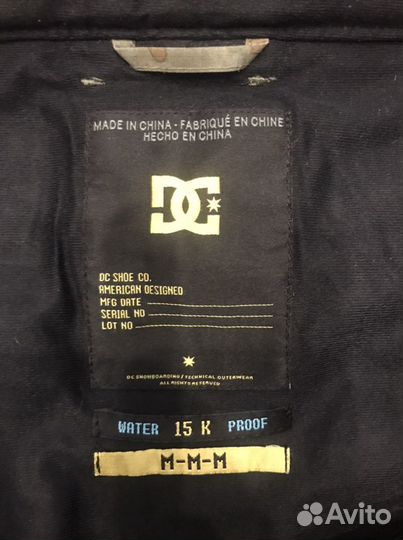 MADE IN CHINA - FABRIQUÉ EN CHINE
HECHO EN CHINA
DC
DC SHOE CO.
AMERICAN DESIGNED
MFG DATE
SERIAL NO
LOT NO
DC SNOWBOARDING / TECHNICAL OUTERWEAR
ALL RIGHTS RESERVED
WATER 15 K PROOF
M-M-M
Avito